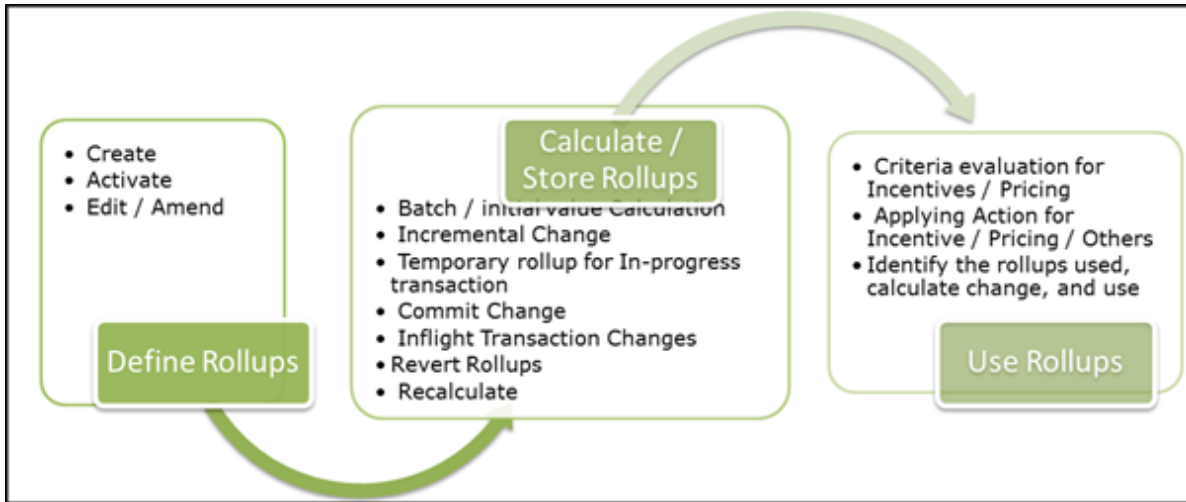 • Create
• Activate
• Edit / Amend
Define Rollups
Calculate /
Store Rollups
• Batch / initial value Calculation
• Incremental Change
• Temporary rollup for In-progress
transaction
• Commit Change
• Inflight Transaction Changes
• Revert Rollups
• Recalculate
• Criteria evaluation for
Incentives / Pricing
• Applying Action for
Incentive / Pricing / Others
• Identify the rollups used,
calculate change, and use
Use Rollups